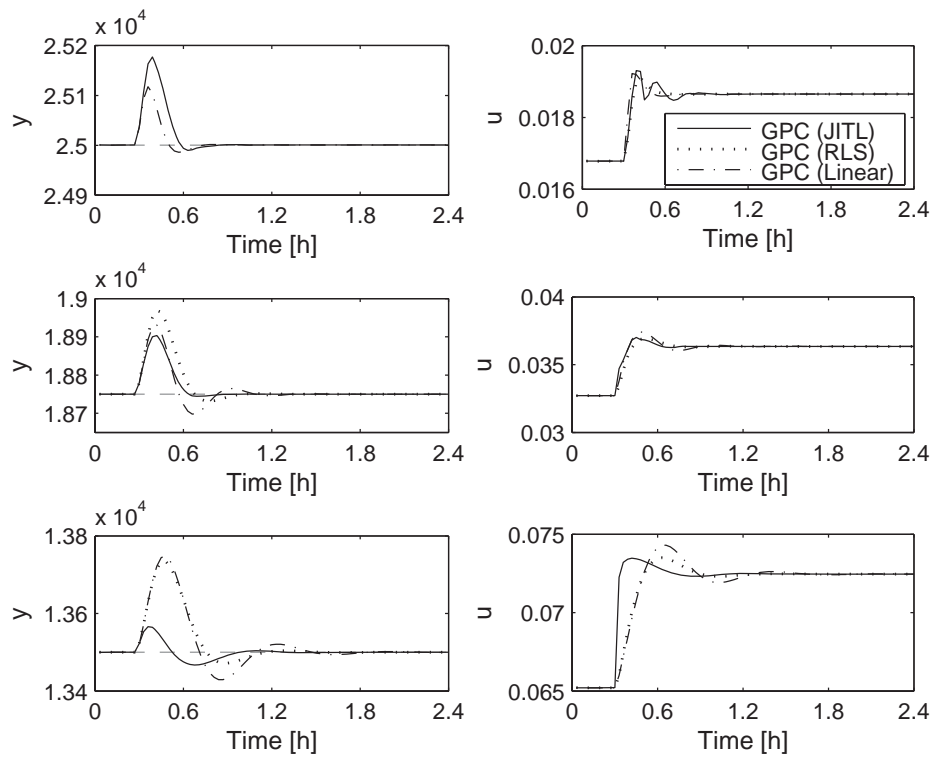 x 10^4
2.52
2.51
2.5
2.49
y
0 0.6 1.2 1.8 2.4
Time [h]
0.02
0.018
0.016
u
GPC (JITL)
GPC (RLS)
GPC (Linear)
0 0.6 1.2 1.8 2.4
Time [h]
x 10^4
1.9
1.89
1.88
1.87
y
0 0.6 1.2 1.8 2.4
Time [h]
0.04
0.035
0.03
u
0 0.6 1.2 1.8 2.4
Time [h]
x 10^4
1.38
1.36
1.34
y
0 0.6 1.2 1.8 2.4
Time [h]
0.075
0.07
0.065
u
0 0.6 1.2 1.8 2.4
Time [h]